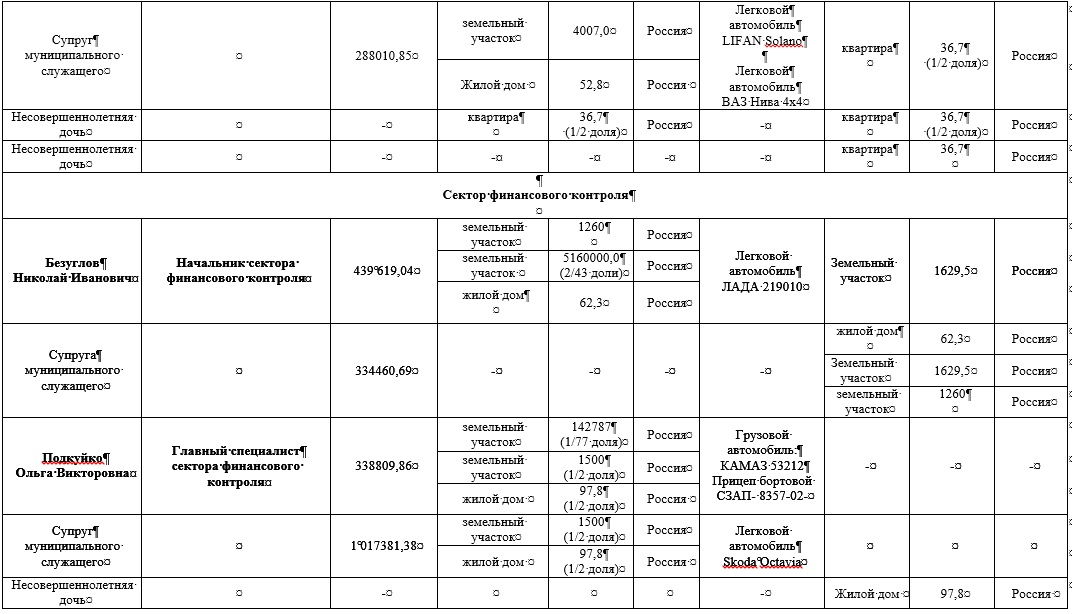 Супруг
муниципального
служащего
288010,85
земельный
участок
4007,0
Россия
Жилой дом
52,8
Россия
Легковой
автомобиль
LIFAN Solano
Легковой
автомобиль
ВАЗ Нива 4х4
квартира
36,7
(1/2 доля)
Россия
Несовершеннолетняя
дочь
-
квартира
36,7
(1/2 доля)
Россия
-
квартира
36,7
(1/2 доля)
Россия
Несовершеннолетняя
дочь
-
-
-
-
-
квартира
36,7
Россия
Сектор финансового контроля
Безуглов
Николай Иванович
Начальник сектора
финансового контроля
439 619,04
земельный
участок
1260
Россия
земельный
участок
5160000,0
(2/43 доли)
Россия
жилой дом
62,3
Россия
Легковой
автомобиль
ЛАДА 219010
Земельный
участок
1629,5
Россия
Супруга
муниципального
служащего
334460,69
-
-
-
-
жилой дом
62,3
Россия
Земельный
участок
1629,5
Россия
земельный
участок
1260
Россия
Подкуйко
Ольга Викторовна
Главный специалист
сектора финансового
контроля
338809,86
земельный
участок
142787
(1/77 доля)
Россия
земельный
участок
1500
(1/2 доля)
Россия
жилой дом
97,8
(1/2 доля)
Россия
Грузовой
автомобиль:
КАМАЗ 53212
Прицеп бортовой
СЗАП- 8357-02-
-
-
-
Супруг
муниципального
служащего
1 017381,38
земельный
участок
1500
(1/2 доля)
Россия
жилой дом
97,8
(1/2 доля)
Россия
Легковой
автомобиль
Skoda Octavia
Несовершеннолетняя
дочь
-
-
Жилой дом
97,8
Россия